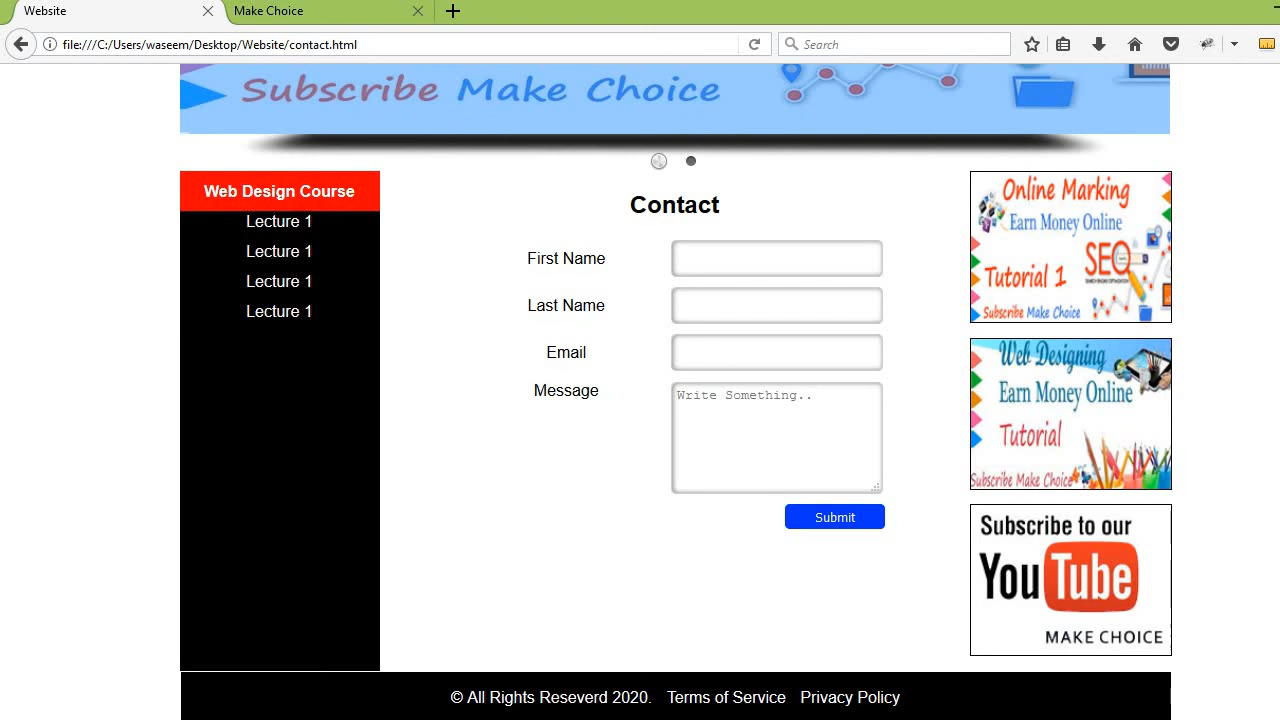 Website
Make Choice
file:///C:/Users/waseem/Desktop/Website/contact.html
Search
Subscribe Make Choice
Web Design Course
Lecture 1
Lecture 1
Lecture 1
Lecture 1
Contact
First Name
Last Name
Email
Message
Write Something..
Submit
Online Marking
Earn Money Online
SEO
Tutorial 1
Subscribe Make Choice
Web Designing
Earn Money Online
Tutorial
Subscribe Make Choice
Subscribe to our
YouTube
MAKE CHOICE
© All Rights Reseverd 2020. Terms of Service Privacy Policy